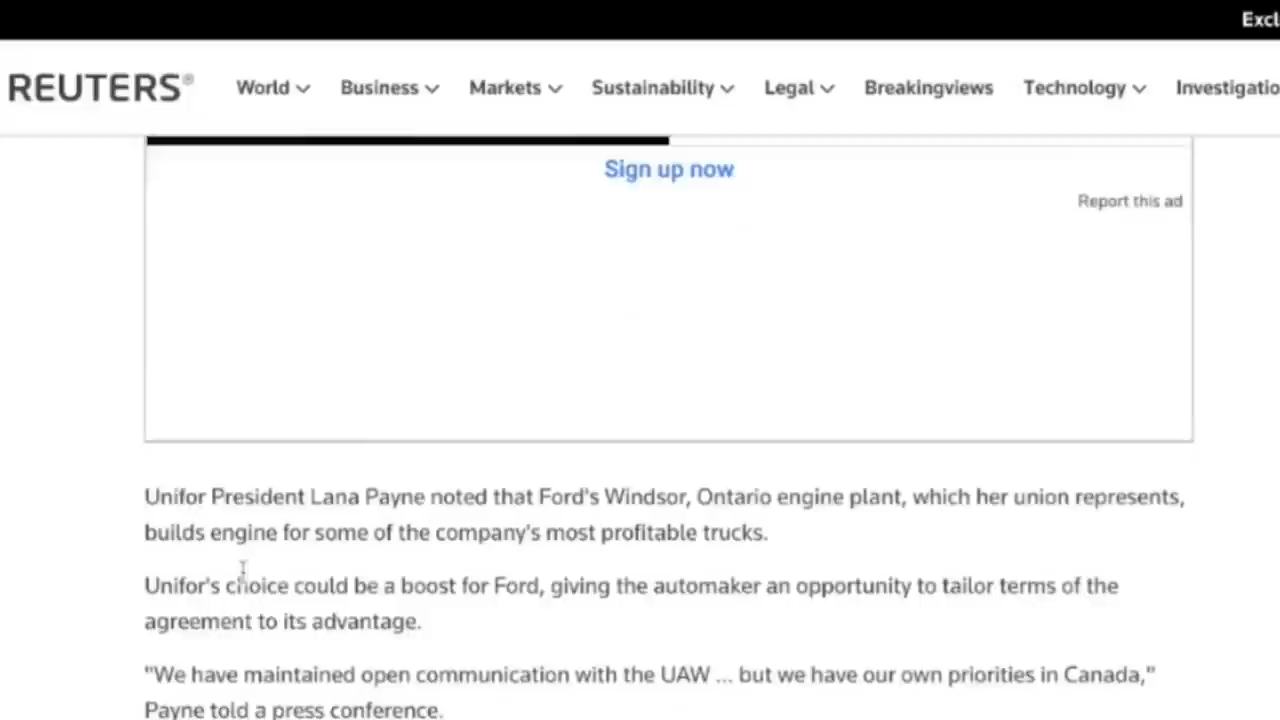 Excl
REUTERS®
World Business Markets Sustainability Legal Breakingviews Technology Investigatio
Sign up now
Report this ad
Unifor President Lana Payne noted that Ford's Windsor, Ontario engine plant, which her union represents,
builds engine for some of the company's most profitable trucks.
Unifor's choice could be a boost for Ford, giving the automaker an opportunity to tailor terms of the
agreement to its advantage.
"We have maintained open communication with the UAW ... but we have our own priorities in Canada,"
Payne told a press conference.